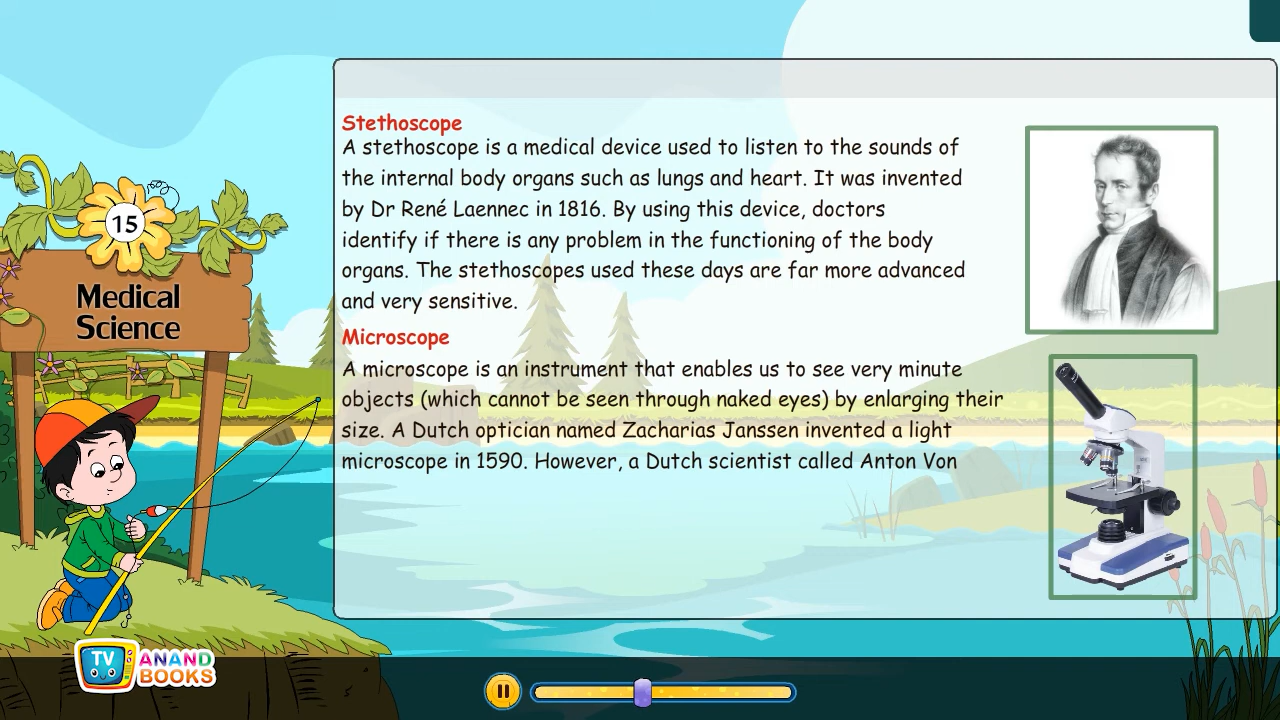 15
Medical
Science
Stethoscope
A stethoscope is a medical device used to listen to the sounds of
the internal body organs such as lungs and heart. It was invented
by Dr René Laennec in 1816. By using this device, doctors
identify if there is any problem in the functioning of the body
organs. The stethoscopes used these days are far more advanced
and very sensitive.
Microscope
A microscope is an instrument that enables us to see very minute
objects (which cannot be seen through naked eyes) by enlarging their
size. A Dutch optician named Zacharias Janssen invented a light
microscope in 1590. However, a Dutch scientist called Anton Von
TV
ANAND
BOOKS